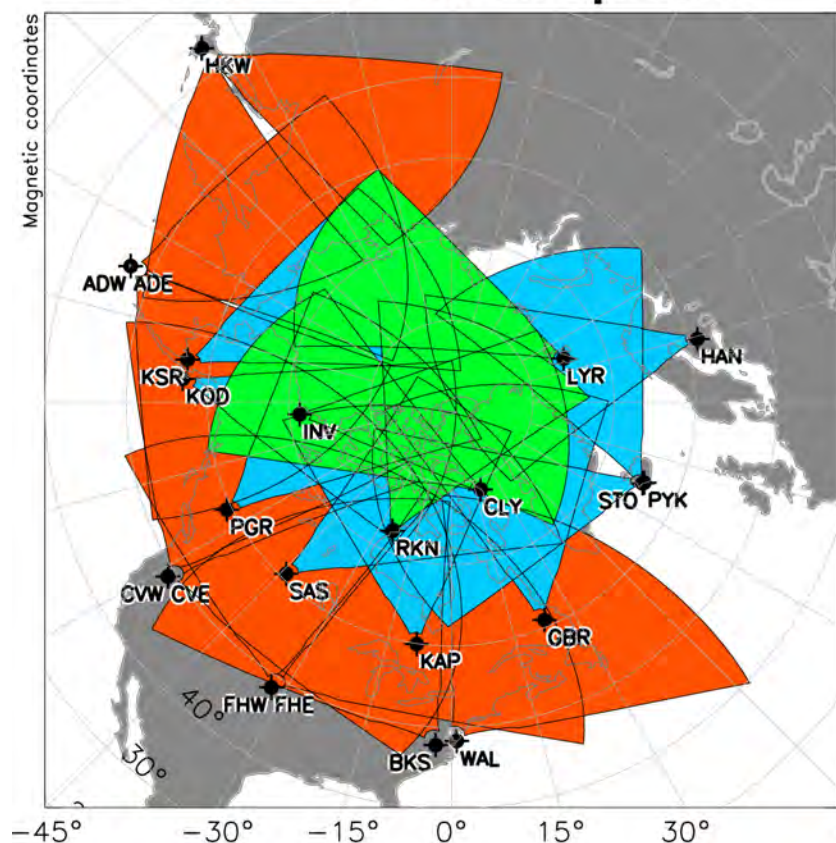 Magnetic coordinates
HKW
ADW ADE
HAN
LYR
KSR
KOD
INV
STO PYK
CLY
PGR
RKN
CVW CVE
SAS
GBR
KAP
FHW FHE
40°
BKS WAL
30°
-45° -30° -15° 0° 15° 30°